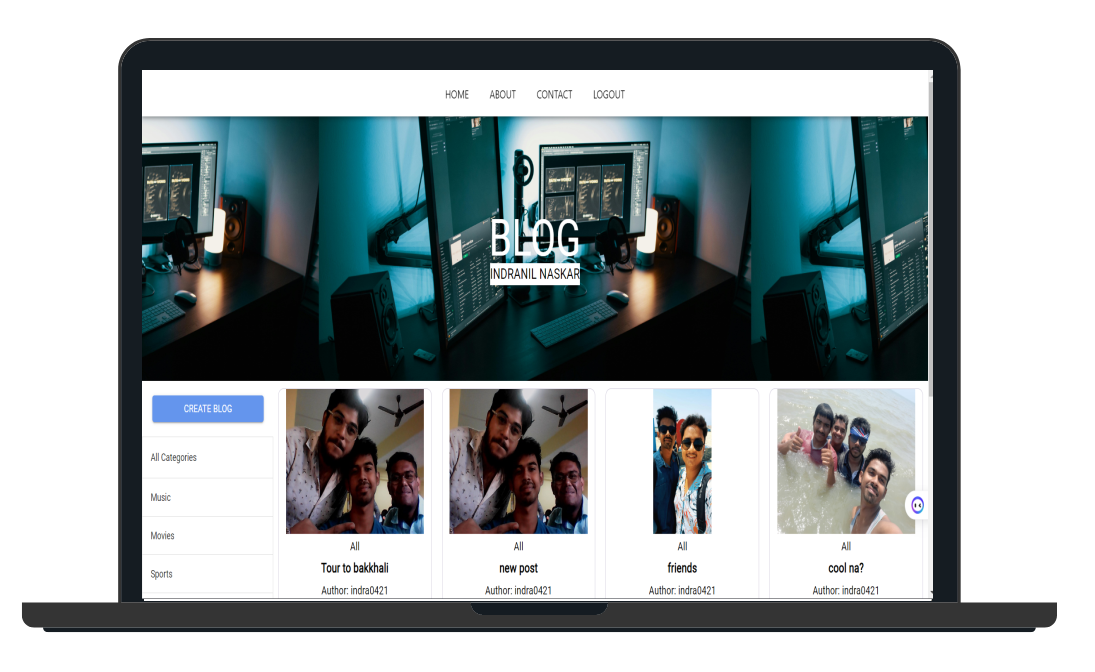 HOME ABOUT CONTACT LOGOUT
BLOG
INDRANIL NASKAR
CREATE BLOG
All Categories
Music
Movies
Sports
All
Tour to bakkhali
Author: indra0421
All
new post
Author: indra0421
All
friends
Author: indra0421
All
cool na?
Author: indra0421